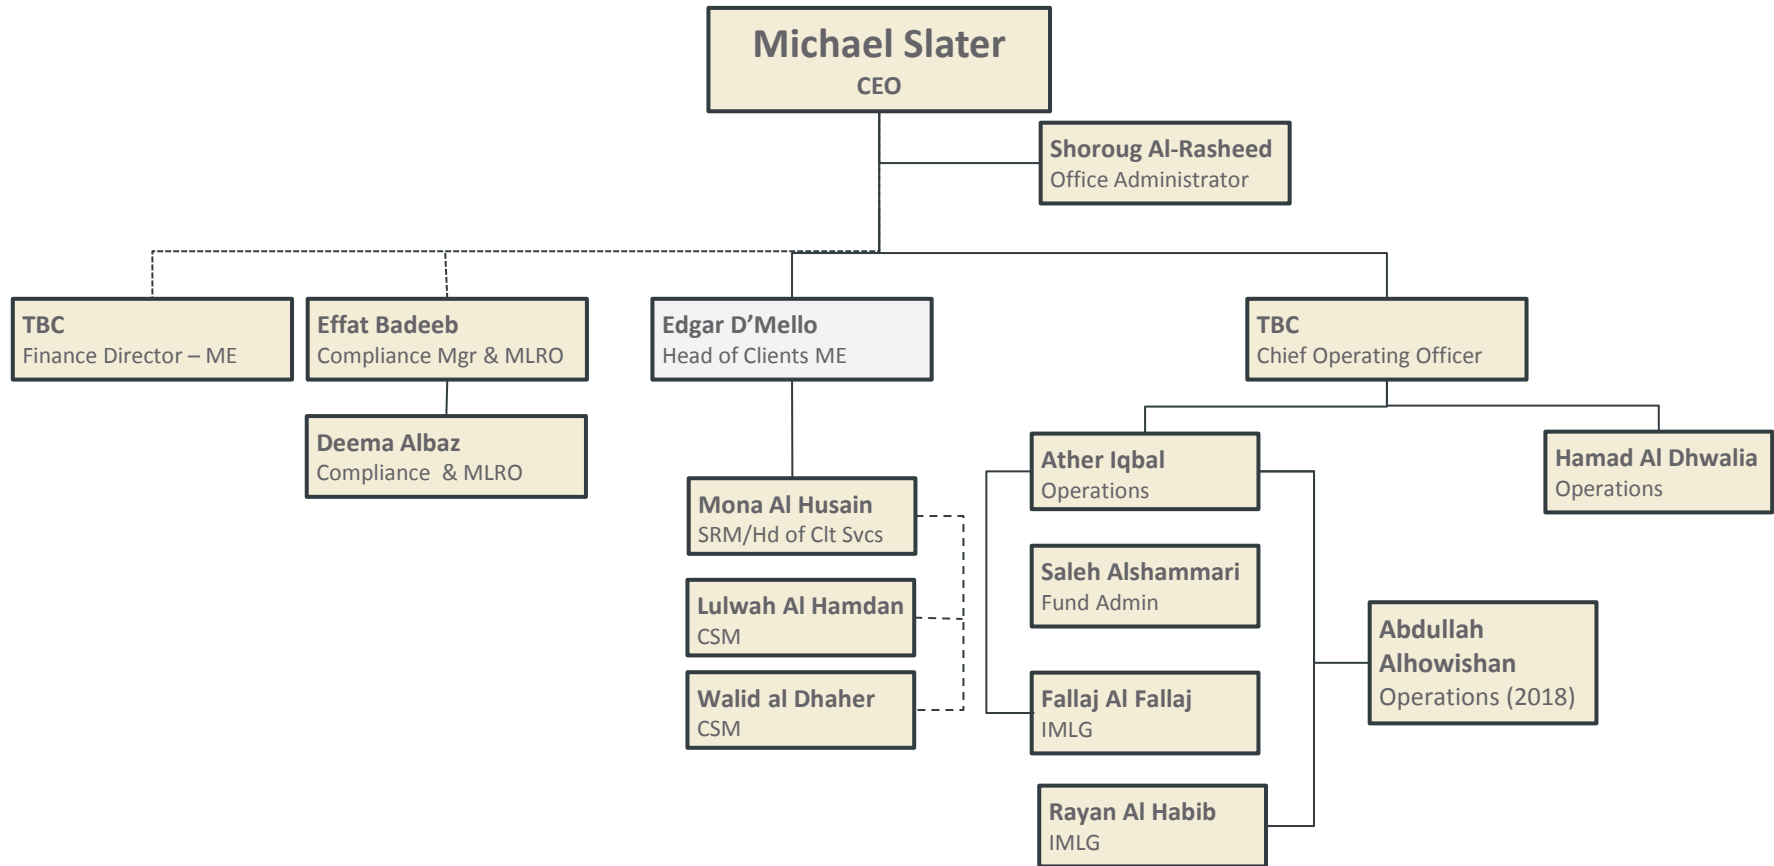 Michael Slater
CEO
Shoroug Al-Rasheed
Office Administrator
TBC
Finance Director – ME
Effat Badeeb
Compliance Mgr & MLRO
Edgar D’Mello
Head of Clients ME
TBC
Chief Operating Officer
Deema Albaz
Compliance  & MLRO
Ather Iqbal
Operations
Hamad Al Dhwalia
Operations
Mona Al Husain
SRM/Hd of Clt Svcs
Saleh Alshammari
Fund Admin
Lulwah Al Hamdan
CSM
Abdullah
Alhowishan
Operations (2018)
Walid al Dhaher
CSM
Fallaj Al Fallaj
IMLG
Rayan Al Habib
IMLG